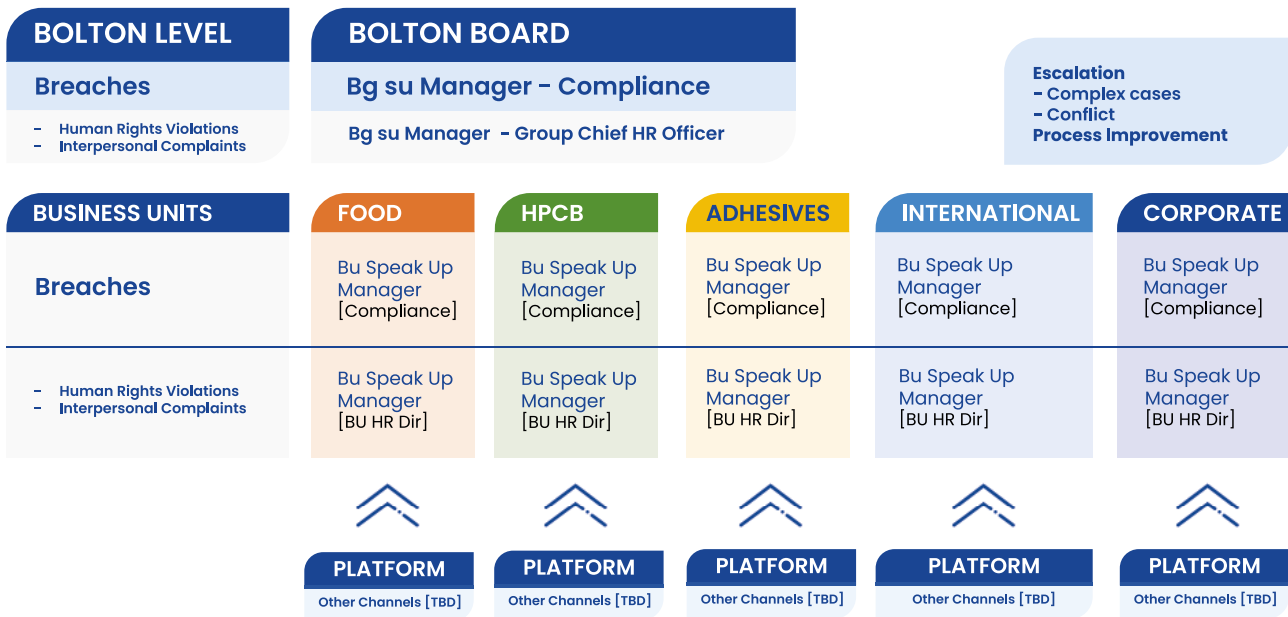 BOLTON LEVEL
Breaches
- Human Rights Violations
- Interpersonal Complaints
BOLTON BOARD
Bg su Manager - Compliance
Bg su Manager - Group Chief HR Officer
Escalation
- Complex cases
- Conflict
Process Improvement
BUSINESS UNITS
FOOD
HPCB
ADHESIVES
INTERNATIONAL
CORPORATE
Breaches
Bu Speak Up
Manager
[Compliance]
Bu Speak Up
Manager
[Compliance]
Bu Speak Up
Manager
[Compliance]
Bu Speak Up
Manager
[Compliance]
Bu Speak Up
Manager
[Compliance]
- Human Rights Violations
- Interpersonal Complaints
Bu Speak Up
Manager
[BU HR Dir]
Bu Speak Up
Manager
[BU HR Dir]
Bu Speak Up
Manager
[BU HR Dir]
Bu Speak Up
Manager
[BU HR Dir]
Bu Speak Up
Manager
[BU HR Dir]
PLATFORM
Other Channels [TBD]
PLATFORM
Other Channels [TBD]
PLATFORM
Other Channels [TBD]
PLATFORM
Other Channels [TBD]
PLATFORM
Other Channels [TBD]